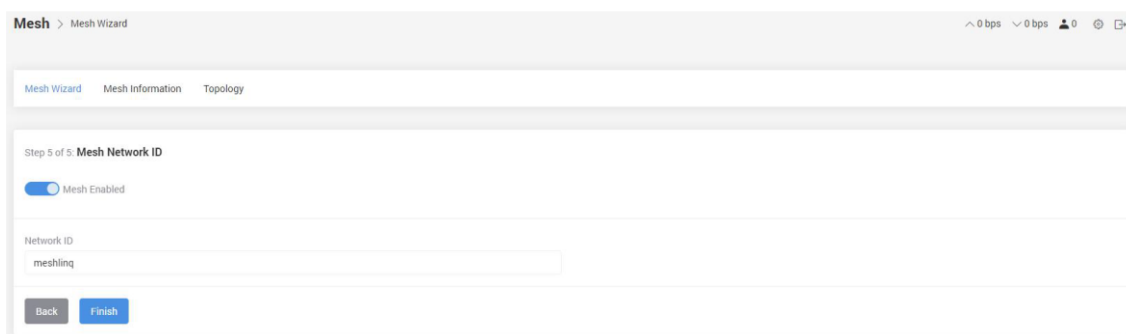 Mesh > Mesh Wizard 0 bps 0 bps 0
Mesh Wizard Mesh Information Topology
Step 5 of 5: Mesh Network ID
Mesh Enabled
Network ID
meshlinq
Back Finish